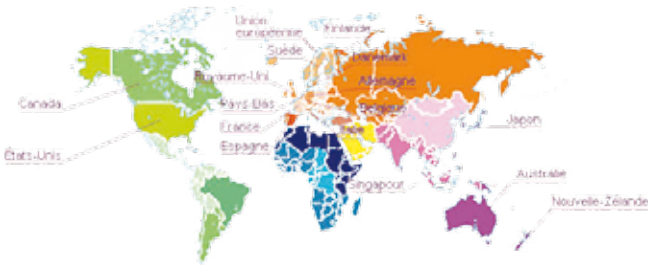 Union
européenne
Finlande
Suède
Danemark
Royaume-Uni
Allemagne
Canada
Pays-Bas
Belgique
France
Japon
États-Unis
Espagne
Singapour
Australie
Nouvelle-Zélande